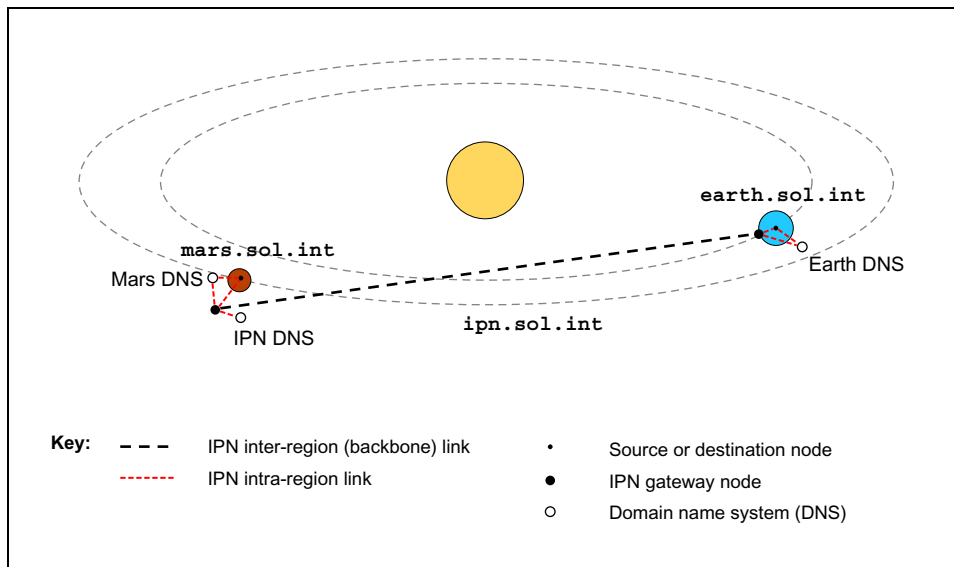 earth.sol.int
mars.sol.int
Mars DNS
Earth DNS
ipn.sol.int
IPN DNS
Key:
IPN inter-region (backbone) link
IPN intra-region link
Source or destination node
IPN gateway node
Domain name system (DNS)